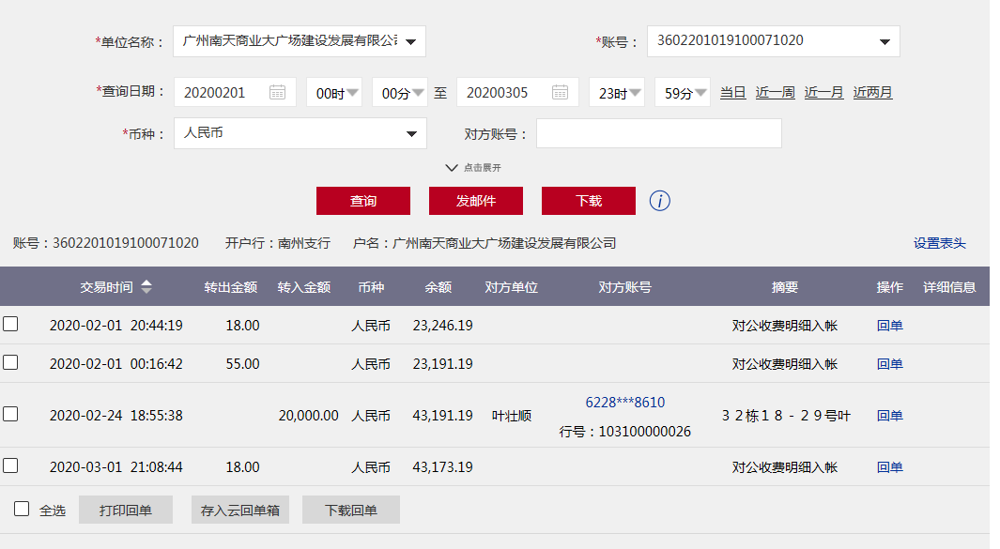 *单位名称： 广州南天商业大广场建设发展有限公 *账号： 3602201019100071020
*查询日期： 20200201 00时 00分 至 20200305 23时 59分 当日 近一周 近一月 近两月
*币种： 人民币 对方账号：
点击展开
查询 发邮件 下载 i
账号：3602201019100071020 开户行：南州支行 户名：广州南天商业大广场建设发展有限公司 设置表头
交易时间 转出金额 转入金额 币种 余额 对方单位 对方账号 摘要 操作 详细信息
2020-02-01 20:44:19 18.00 人民币 23,246.19 对公收费明细入帐 回单
2020-02-01 00:16:42 55.00 人民币 23,191.19 对公收费明细入帐 回单
2020-02-24 18:55:38 20,000.00 人民币 43,191.19 叶壮顺 6228***8610 ３２栋１８－２９号叶 回单
行号：103100000026
2020-03-01 21:08:44 18.00 人民币 43,173.19 对公收费明细入帐 回单
全选 打印回单 存入云回单箱 下载回单